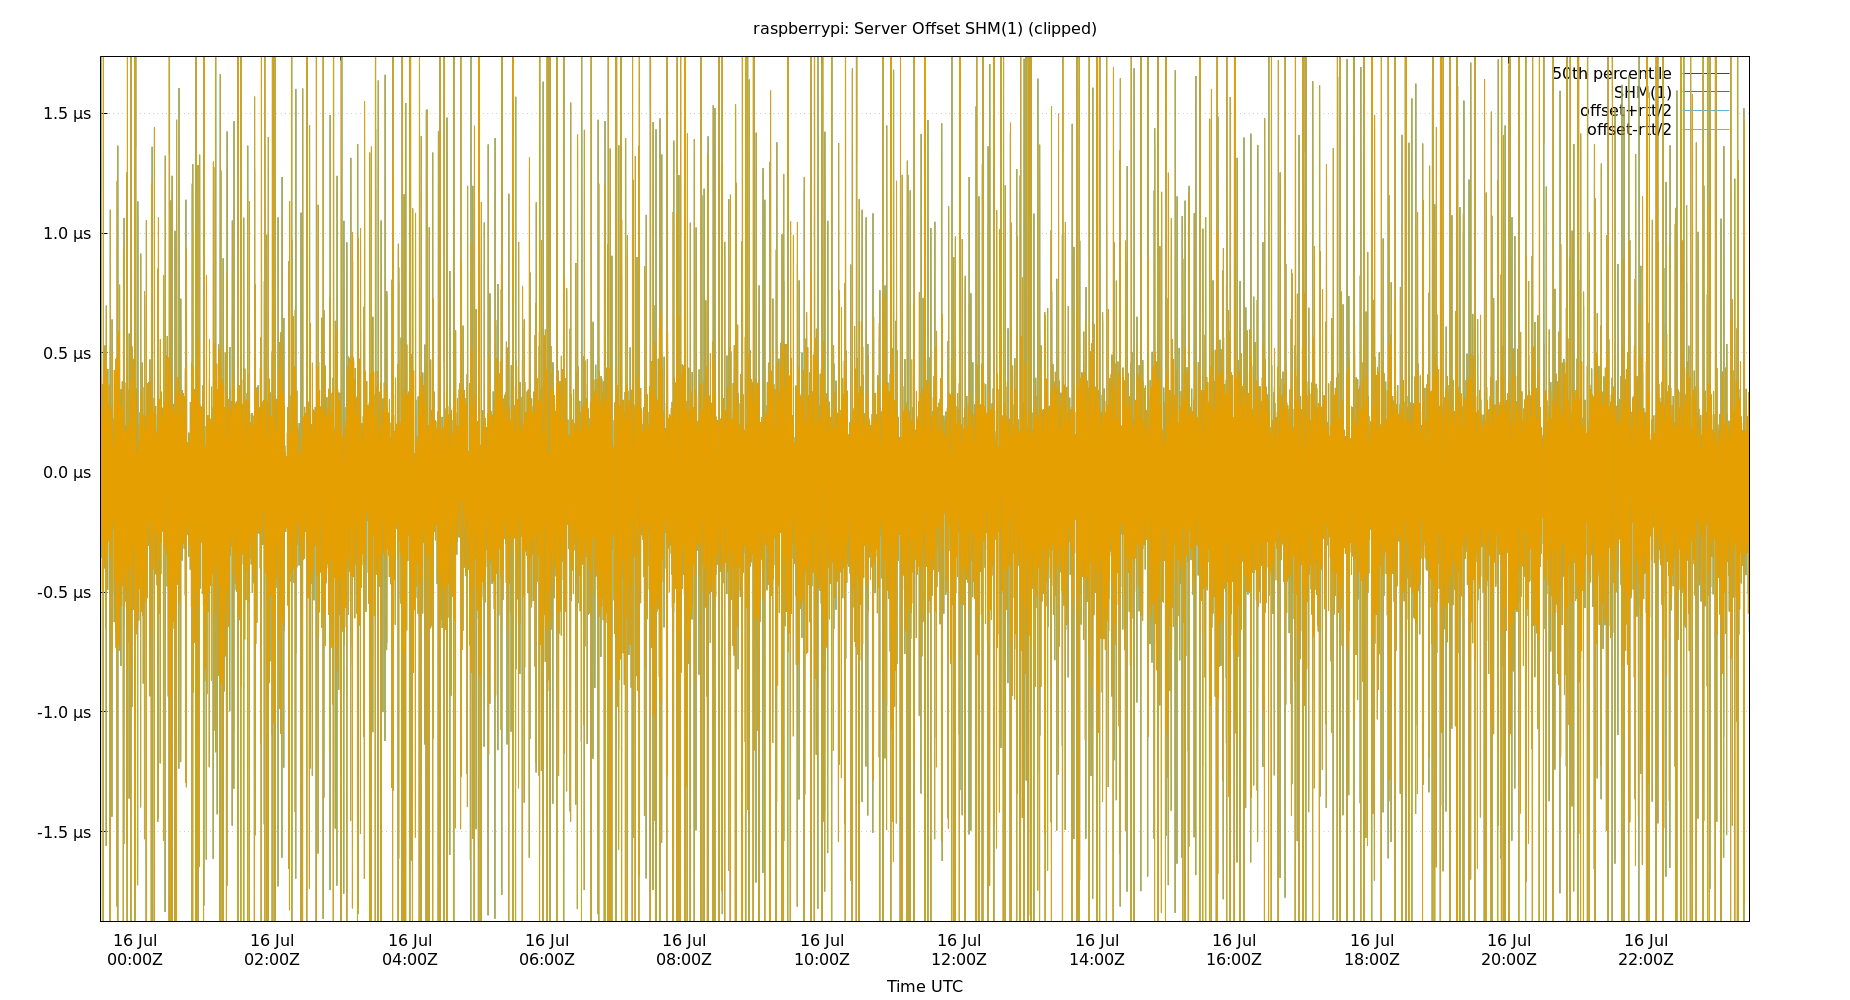 raspberrypi: Server Offset SHM(1) (clipped)
50th percentile
SHM(1)
offset+rtt/2
offset-rtt/2
1.5 µs
1.0 µs
0.5 µs
0.0 µs
-0.5 µs
-1.0 µs
-1.5 µs
16 Jul 16 Jul 16 Jul 16 Jul 16 Jul 16 Jul 16 Jul 16 Jul 16 Jul 16 Jul 16 Jul 16 Jul
00:00Z 02:00Z 04:00Z 06:00Z 08:00Z 10:00Z 12:00Z 14:00Z 16:00Z 18:00Z 20:00Z 22:00Z
Time UTC